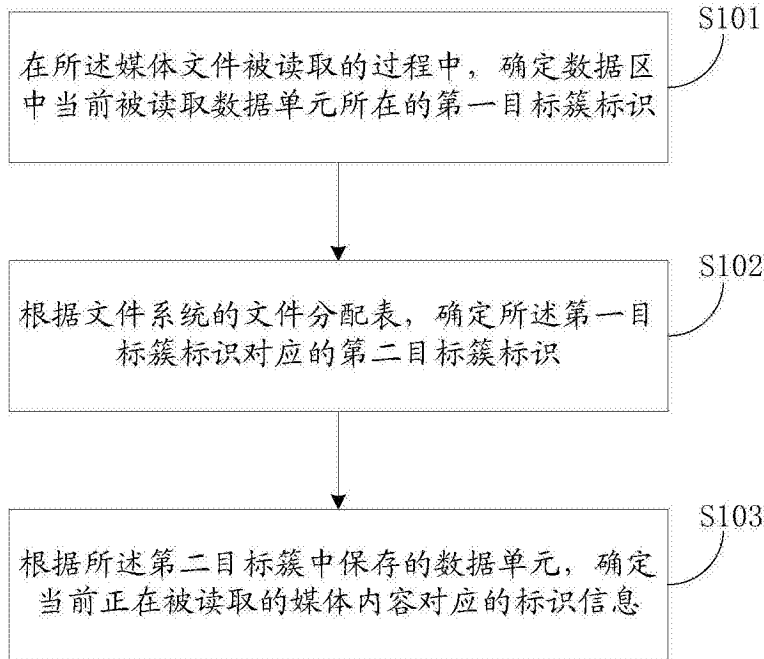 S101
在所述媒体文件被读取的过程中，确定数据区
中当前被读取数据单元所在的第一目标簇标识
S102
根据文件系统的文件分配表，确定所述第一目
标簇标识对应的第二目标簇标识
S103
根据所述第二目标簇中保存的数据单元，确定
当前正在被读取的媒体内容对应的标识信息